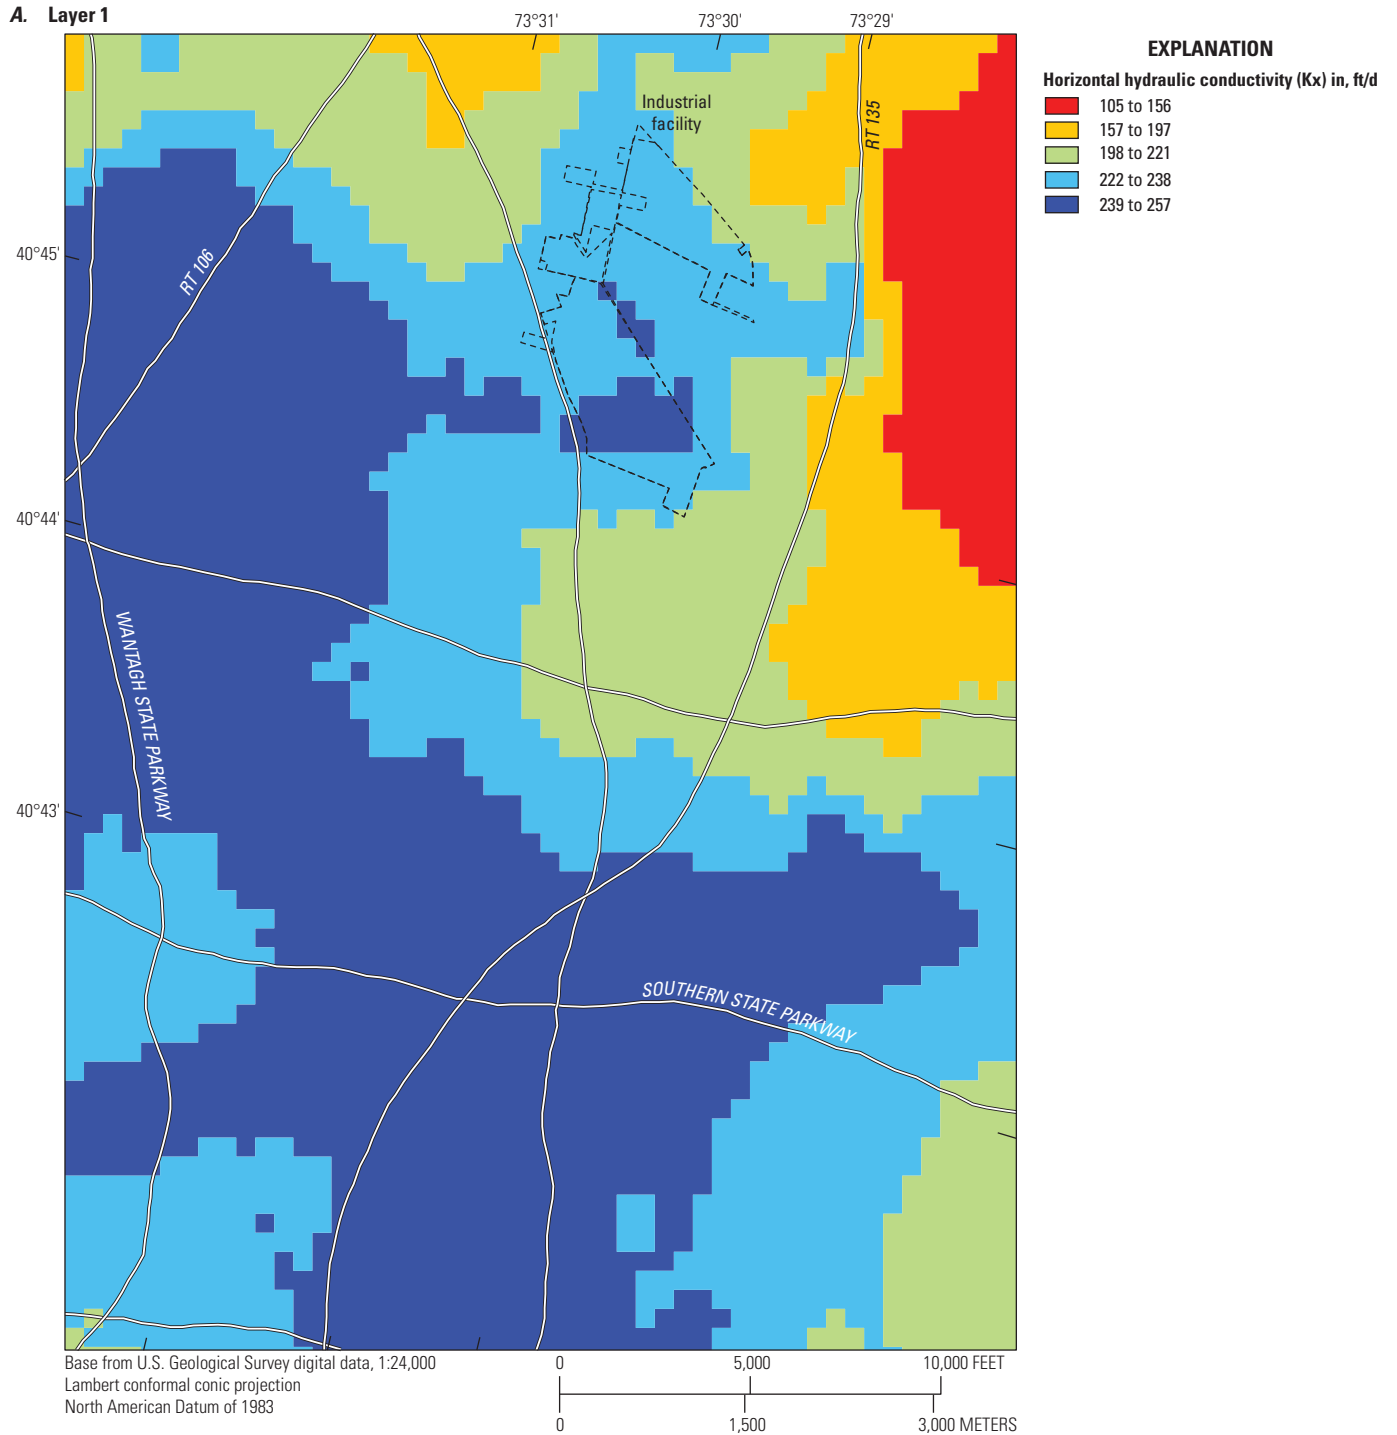 A. Layer 1
73°31'
73°30'
73°29'
EXPLANATION
Horizontal hydraulic conductivity (Kx) in, ft/d
105 to 156
157 to 197
198 to 221
222 to 238
239 to 257
Industrial
facility
RT 135
RT 106
40°45'
40°44'
WANTAGH STATE PARKWAY
40°43'
SOUTHERN STATE PARKWAY
Base from U.S. Geological Survey digital data, 1:24,000
Lambert conformal conic projection
North American Datum of 1983
0 5,000 10,000 FEET
0 1,500 3,000 METERS